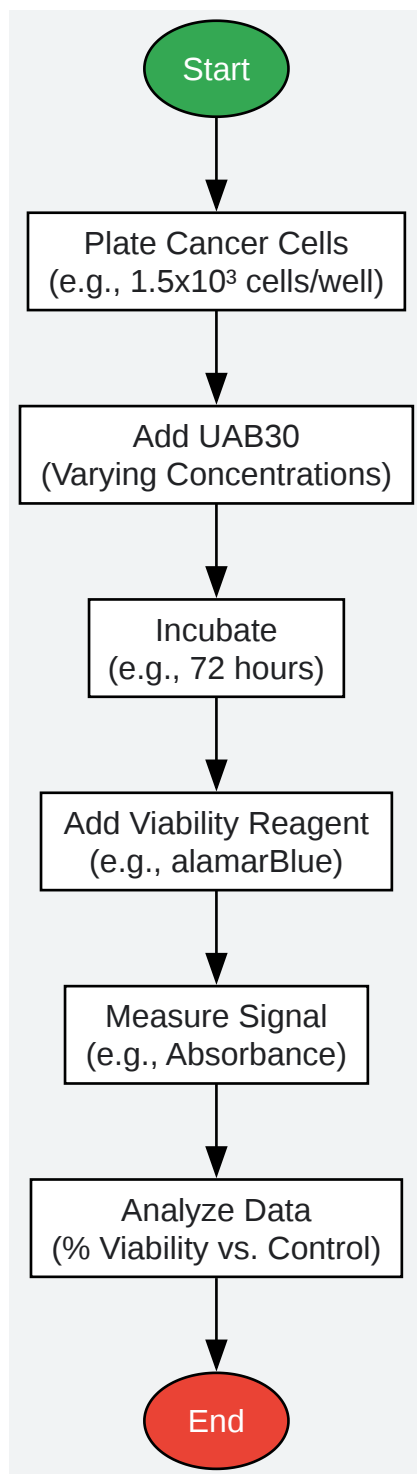 Start
Plate Cancer Cells
(e.g., 1.5x10³ cells/well)
Add UAB30
(Varying Concentrations)
Incubate
(e.g., 72 hours)
Add Viability Reagent
(e.g., alamarBlue)
Measure Signal
(e.g., Absorbance)
Analyze Data
(% Viability vs. Control)
End